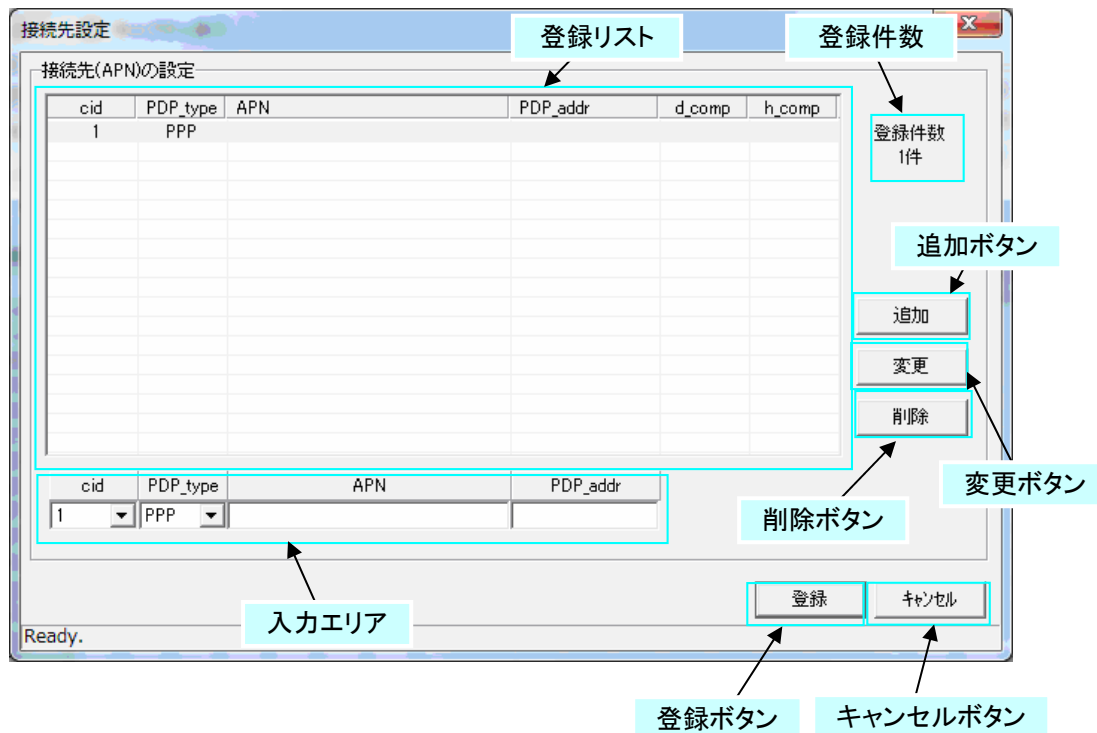 接続先設定
登録リスト
登録件数
接続先(APN)の設定
cid PDP_type APN PDP_addr d_comp h_comp
1 PPP
登録件数
1件
追加ボタン
追加
変更
削除
変更ボタン
削除ボタン
cid PDP_type APN PDP_addr
1 PPP
入力エリア
登録 キャンセル
Ready.
登録ボタン
キャンセルボタン